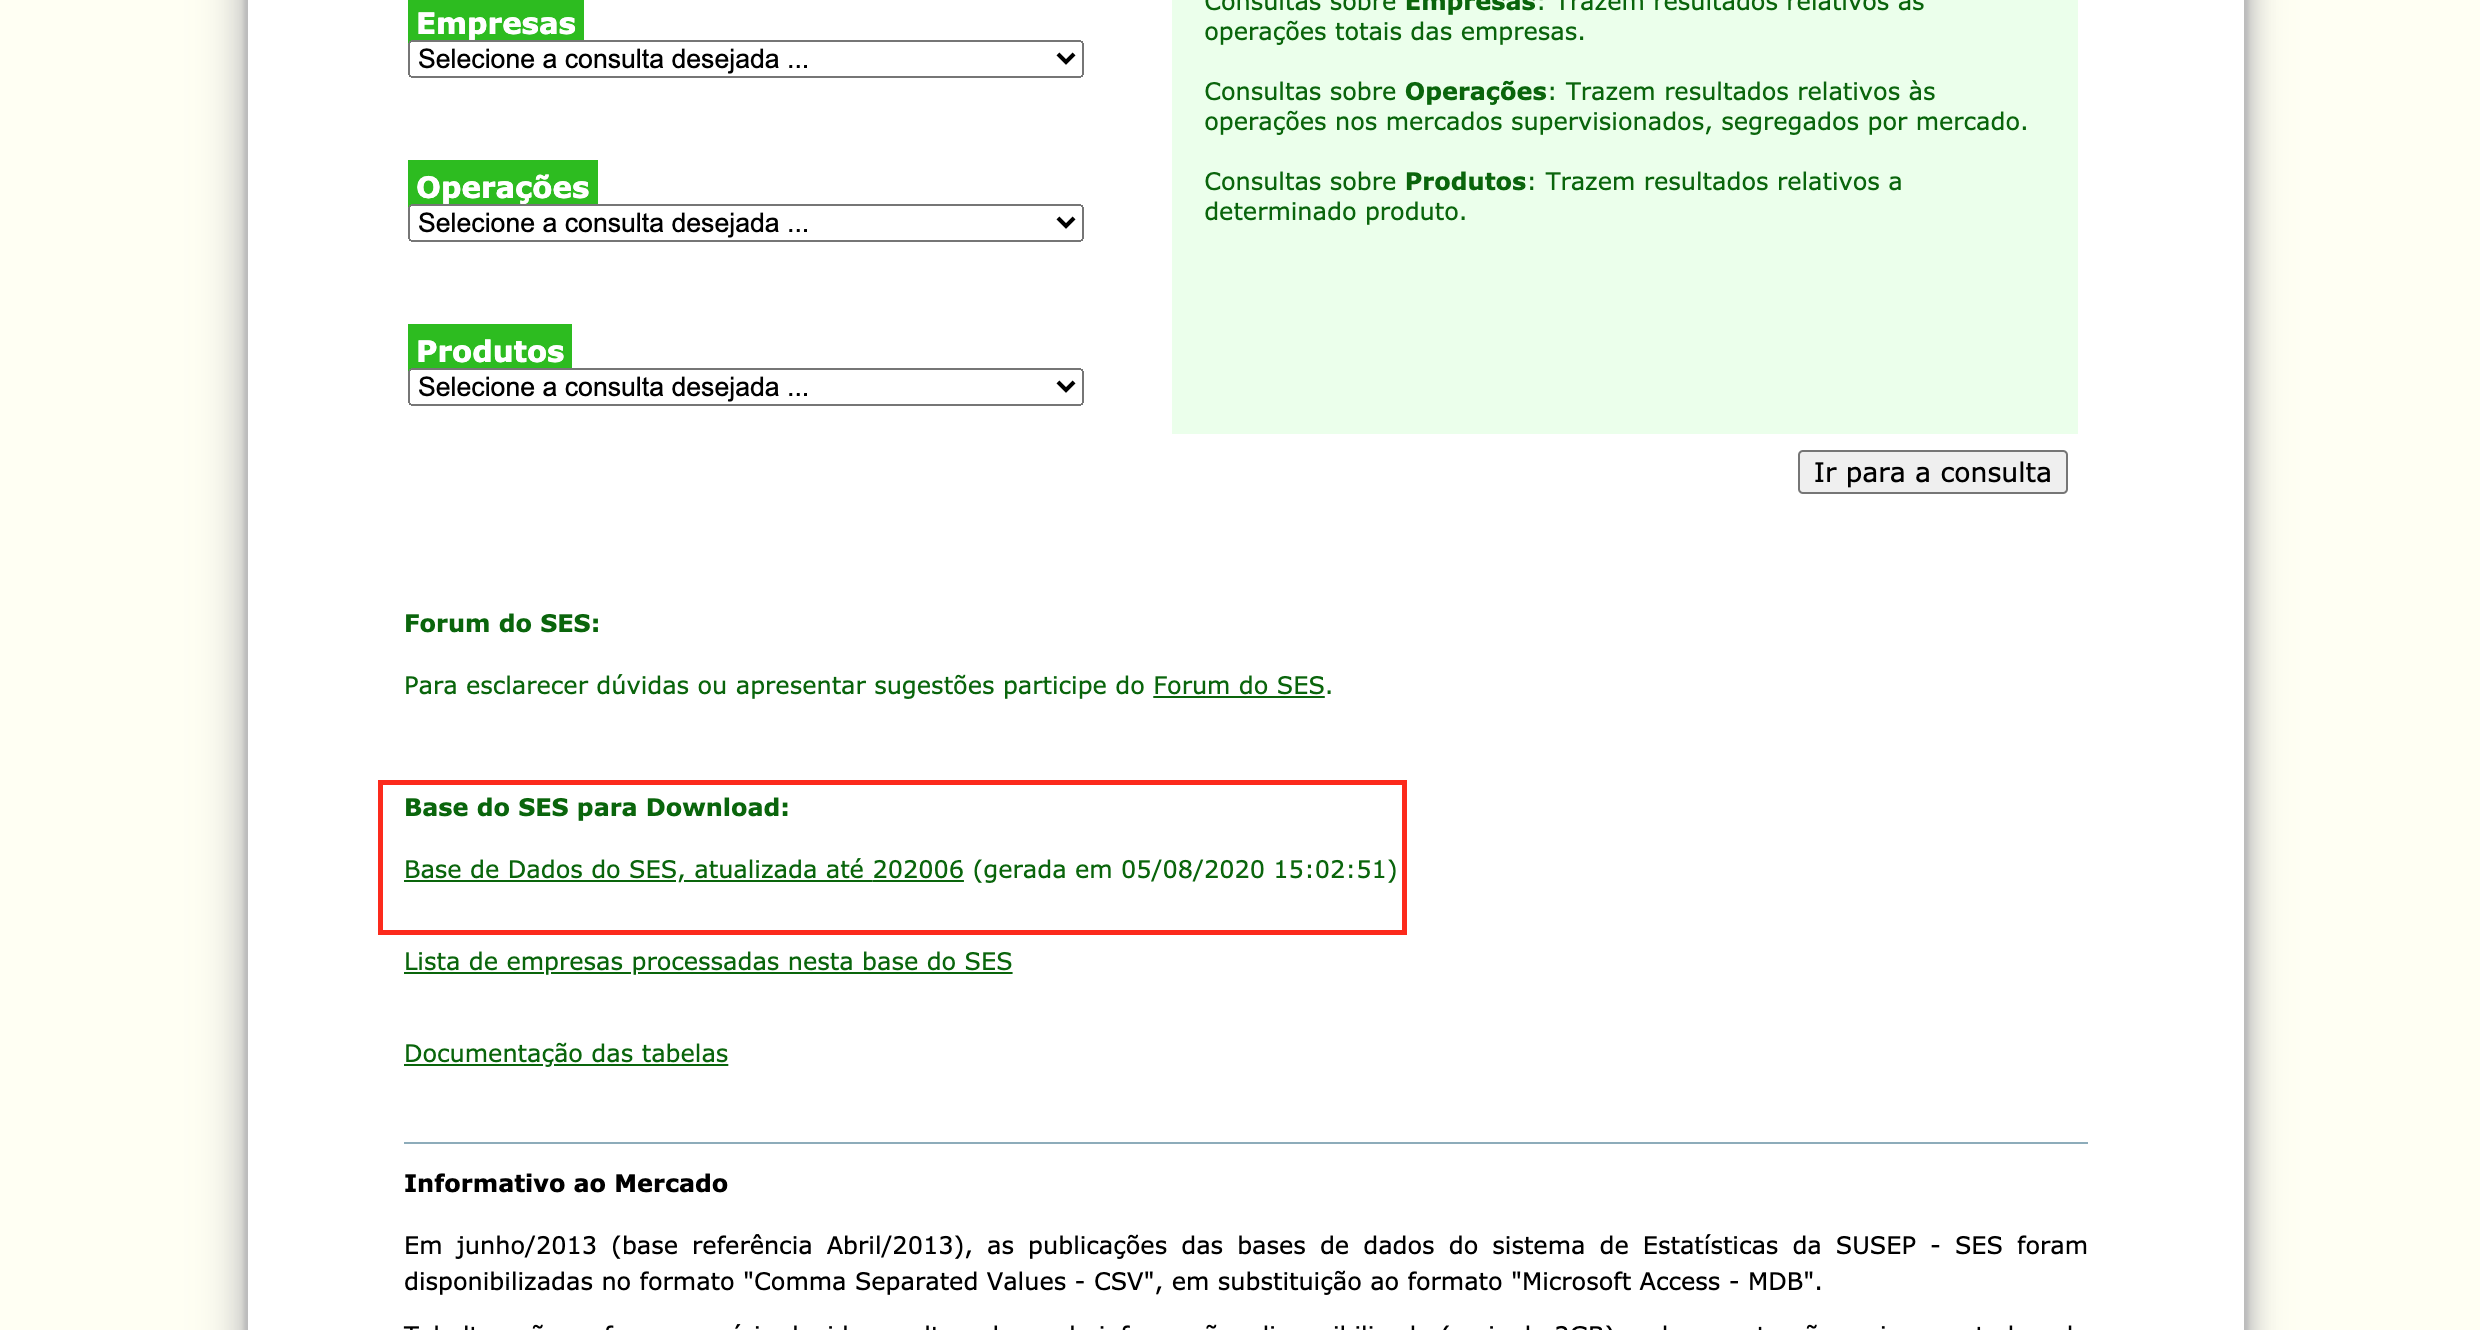 Empresas
Selecione a consulta desejada ...
Operações
Selecione a consulta desejada ...
Produtos
Selecione a consulta desejada ...
Consultas sobre Empresas: Trazem resultados relativos às
operações totais das empresas.
Consultas sobre Operações: Trazem resultados relativos às
operações nos mercados supervisionados, segregados por mercado.
Consultas sobre Produtos: Trazem resultados relativos a
determinado produto.
Ir para a consulta
Forum do SES:
Para esclarecer dúvidas ou apresentar sugestões participe do Forum do SES.
Base do SES para Download:
Base de Dados do SES, atualizada até 202006 (gerada em 05/08/2020 15:02:51)
Lista de empresas processadas nesta base do SES
Documentação das tabelas
Informativo ao Mercado
Em junho/2013 (base referência Abril/2013), as publicações das bases de dados do sistema de Estatísticas da SUSEP - SES foram
disponibilizadas no formato "Comma Separated Values - CSV", em substituição ao formato "Microsoft Access - MDB".